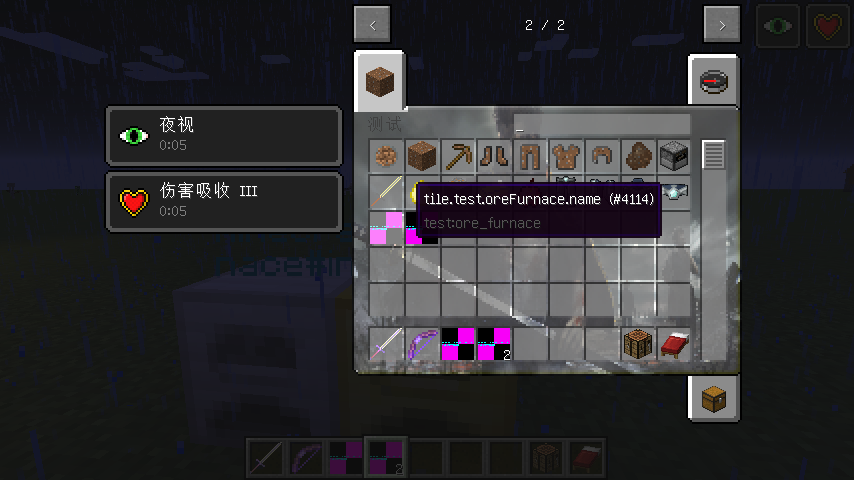 < 2 / 2 >
夜视
0:05
伤害吸收 III
0:05
测试
_
tile.test.oreFurnace.name (#4114)
test:ore_furnace
2
2